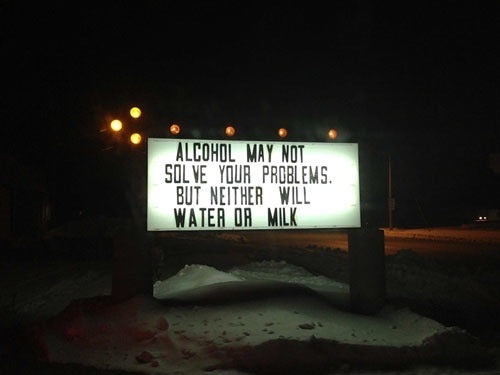 ALCOHOL MAY NOT
SOLVE YOUR PROBLEMS.
BUT NEITHER WILL
WATER OR MILK